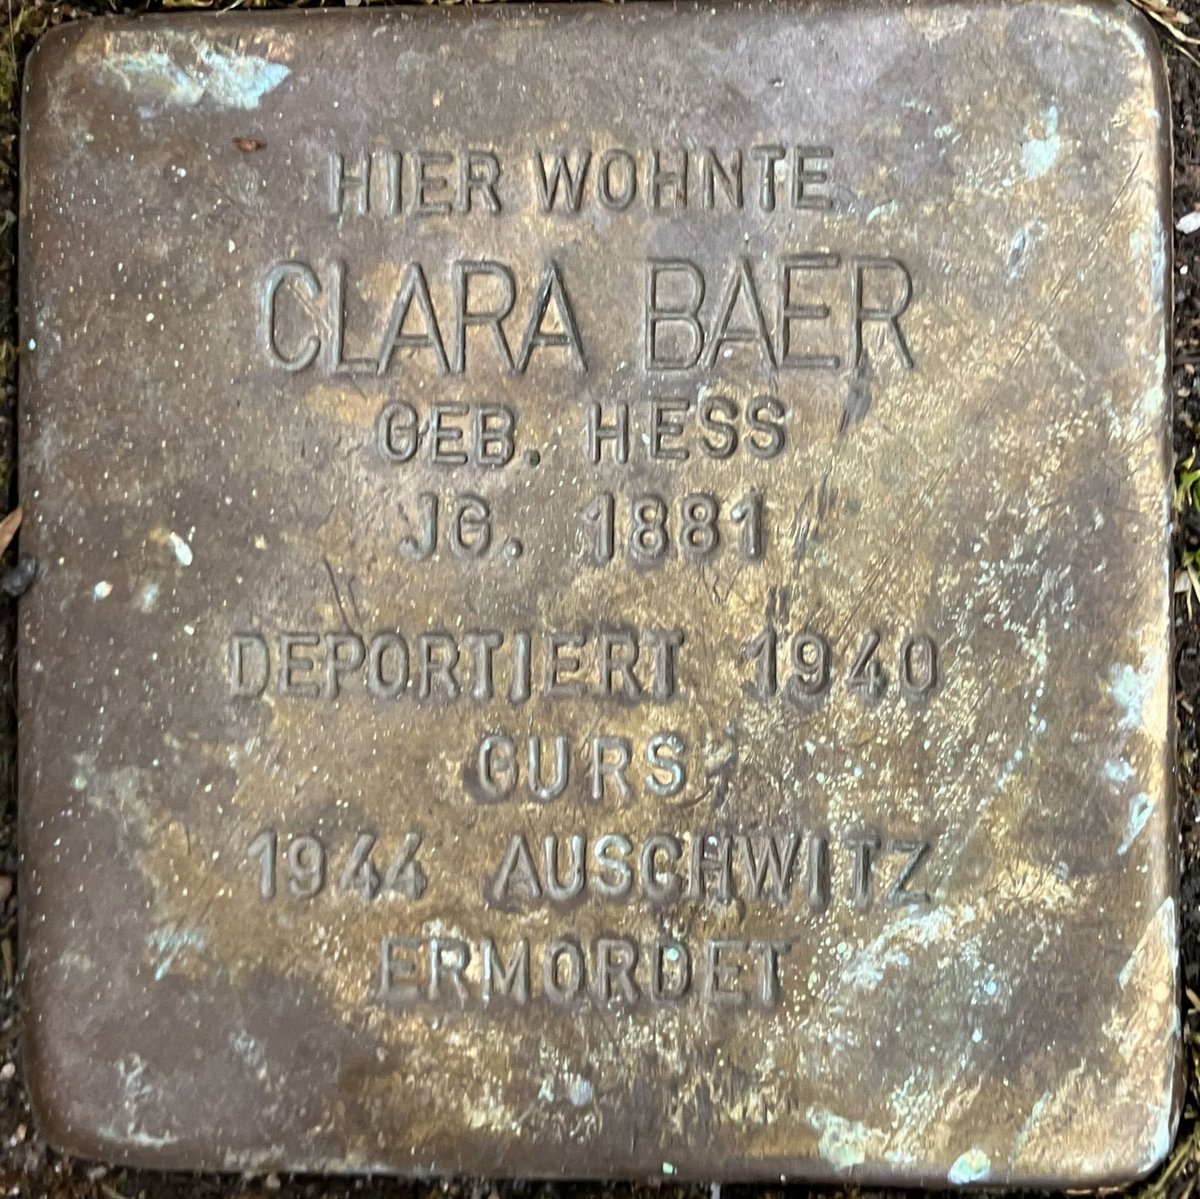 HIER WOHNTE
CLARA BAER
GEB. HESS
JG. 1881
DEPORTIERT 1940
GURS
1944 AUSCHWITZ
ERMORDET